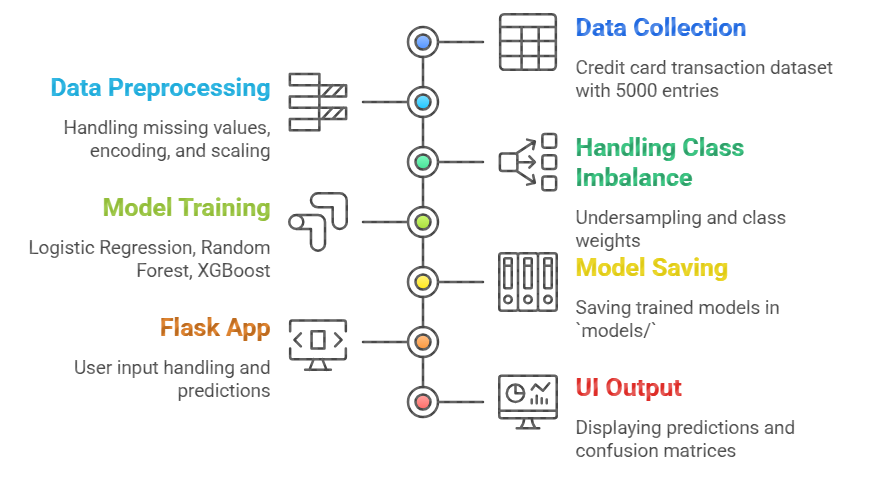 Data Collection
Credit card transaction dataset
with 5000 entries
Data Preprocessing
Handling missing values,
encoding, and scaling
Handling Class
Imbalance
Undersampling and class
weights
Model Training
Logistic Regression, Random
Forest, XGBoost
Model Saving
Saving trained models in
`models/`
Flask App
User input handling and
predictions
UI Output
Displaying predictions and
confusion matrices